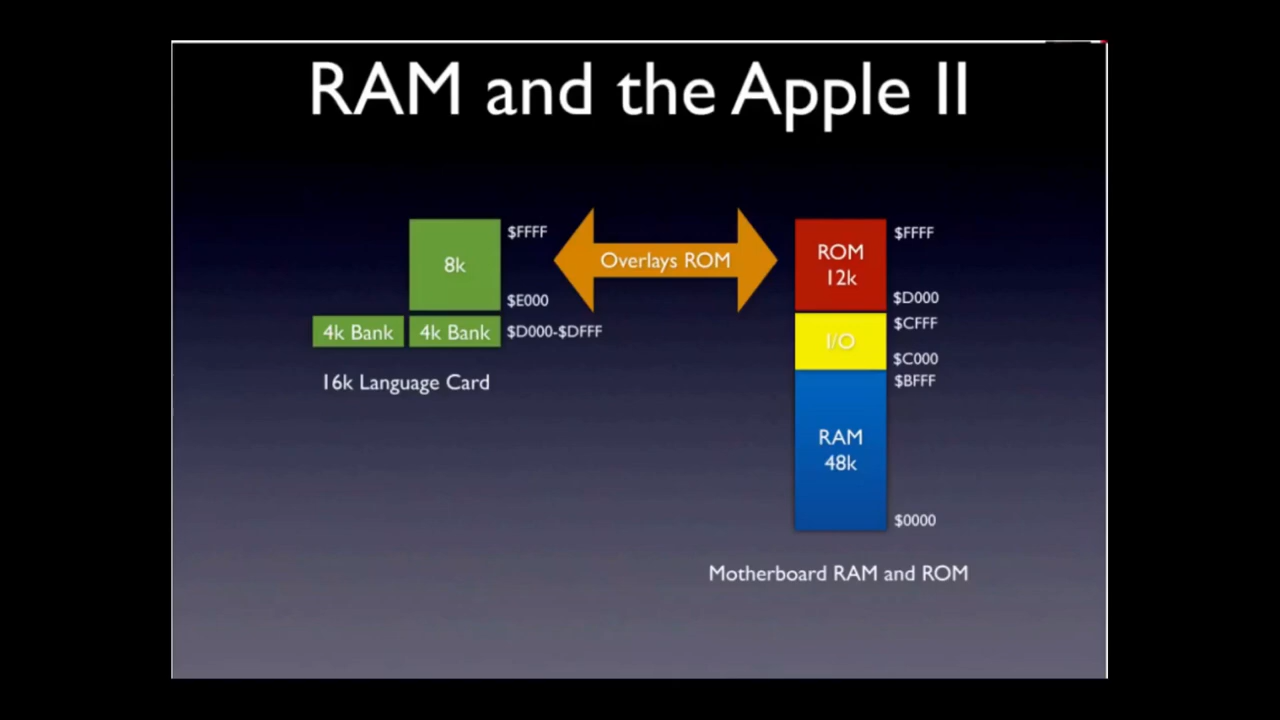 RAM and the Apple II
8k
$FFFF
$E000
4k Bank
4k Bank
$D000-$DFFF
16k Language Card
Overlays ROM
ROM
12k
$FFFF
$D000
I/O
$CFFF
$C000
RAM
48k
$BFFF
$0000
Motherboard RAM and ROM